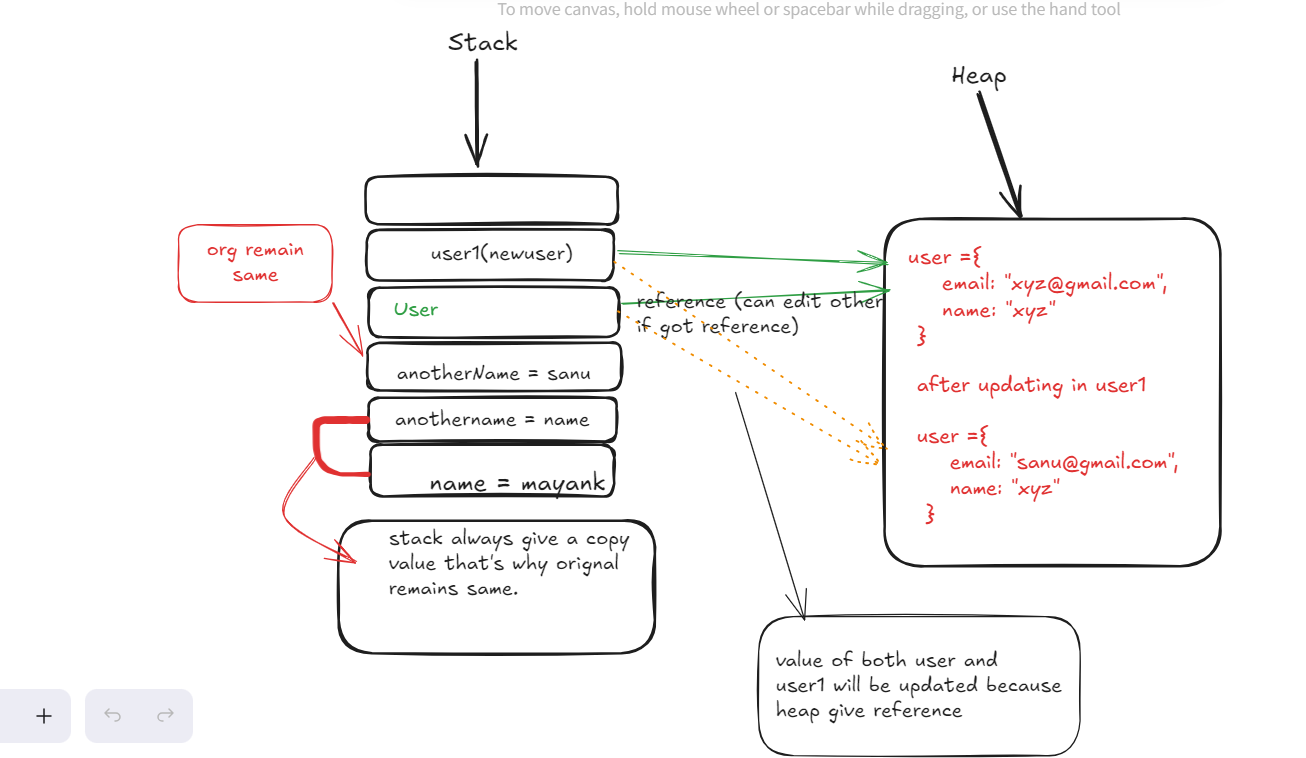 To move canvas, hold mouse wheel or spacebar while dragging, or use the hand tool
Stack
Heap
user1(newuser)
org remain
same
User
reference (can edit other
if got reference)
anotherName = sanu
anothername = name
name = mayank
stack always give a copy
value that's why orignal
remains same.
user ={
email: "xyz@gmail.com",
name: "xyz"
}
after updating in user1
user ={
email: "sanu@gmail.com",
name: "xyz"
}
value of both user and
user1 will be updated because
heap give reference